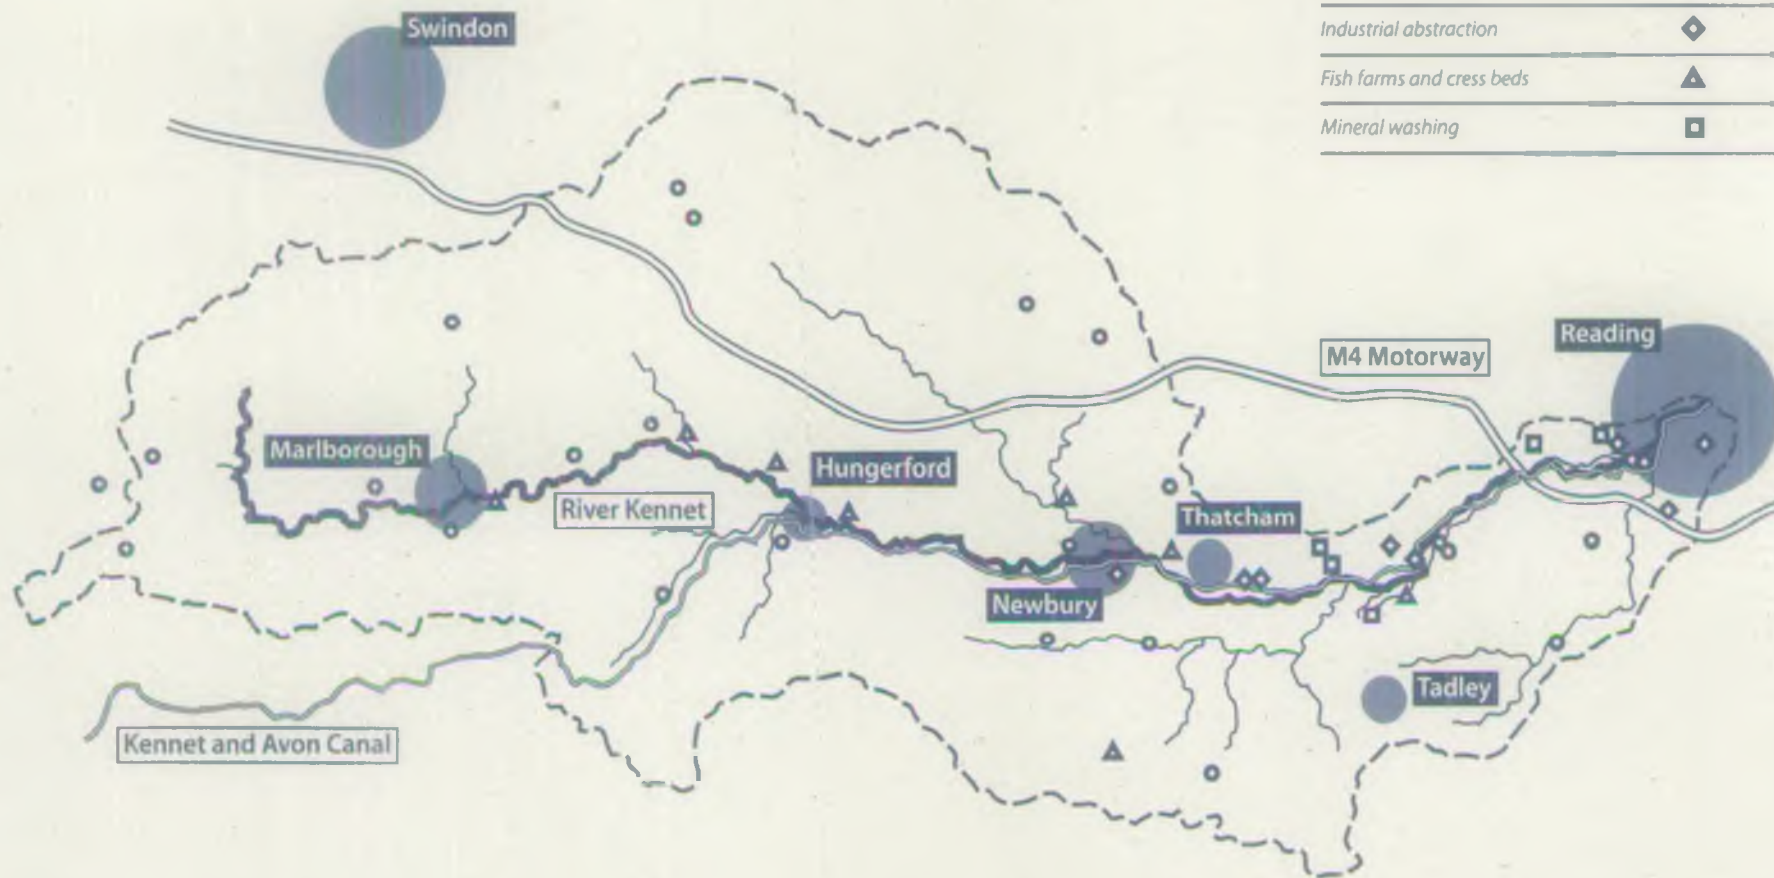 Swindon
Industrial abstraction
Fish farms and cress beds
Mineral washing
Reading
M4 Motorway
Marlborough
Hungerford
River Kennet
Thatcham
Newbury
Tadley
Kennet and Avon Canal